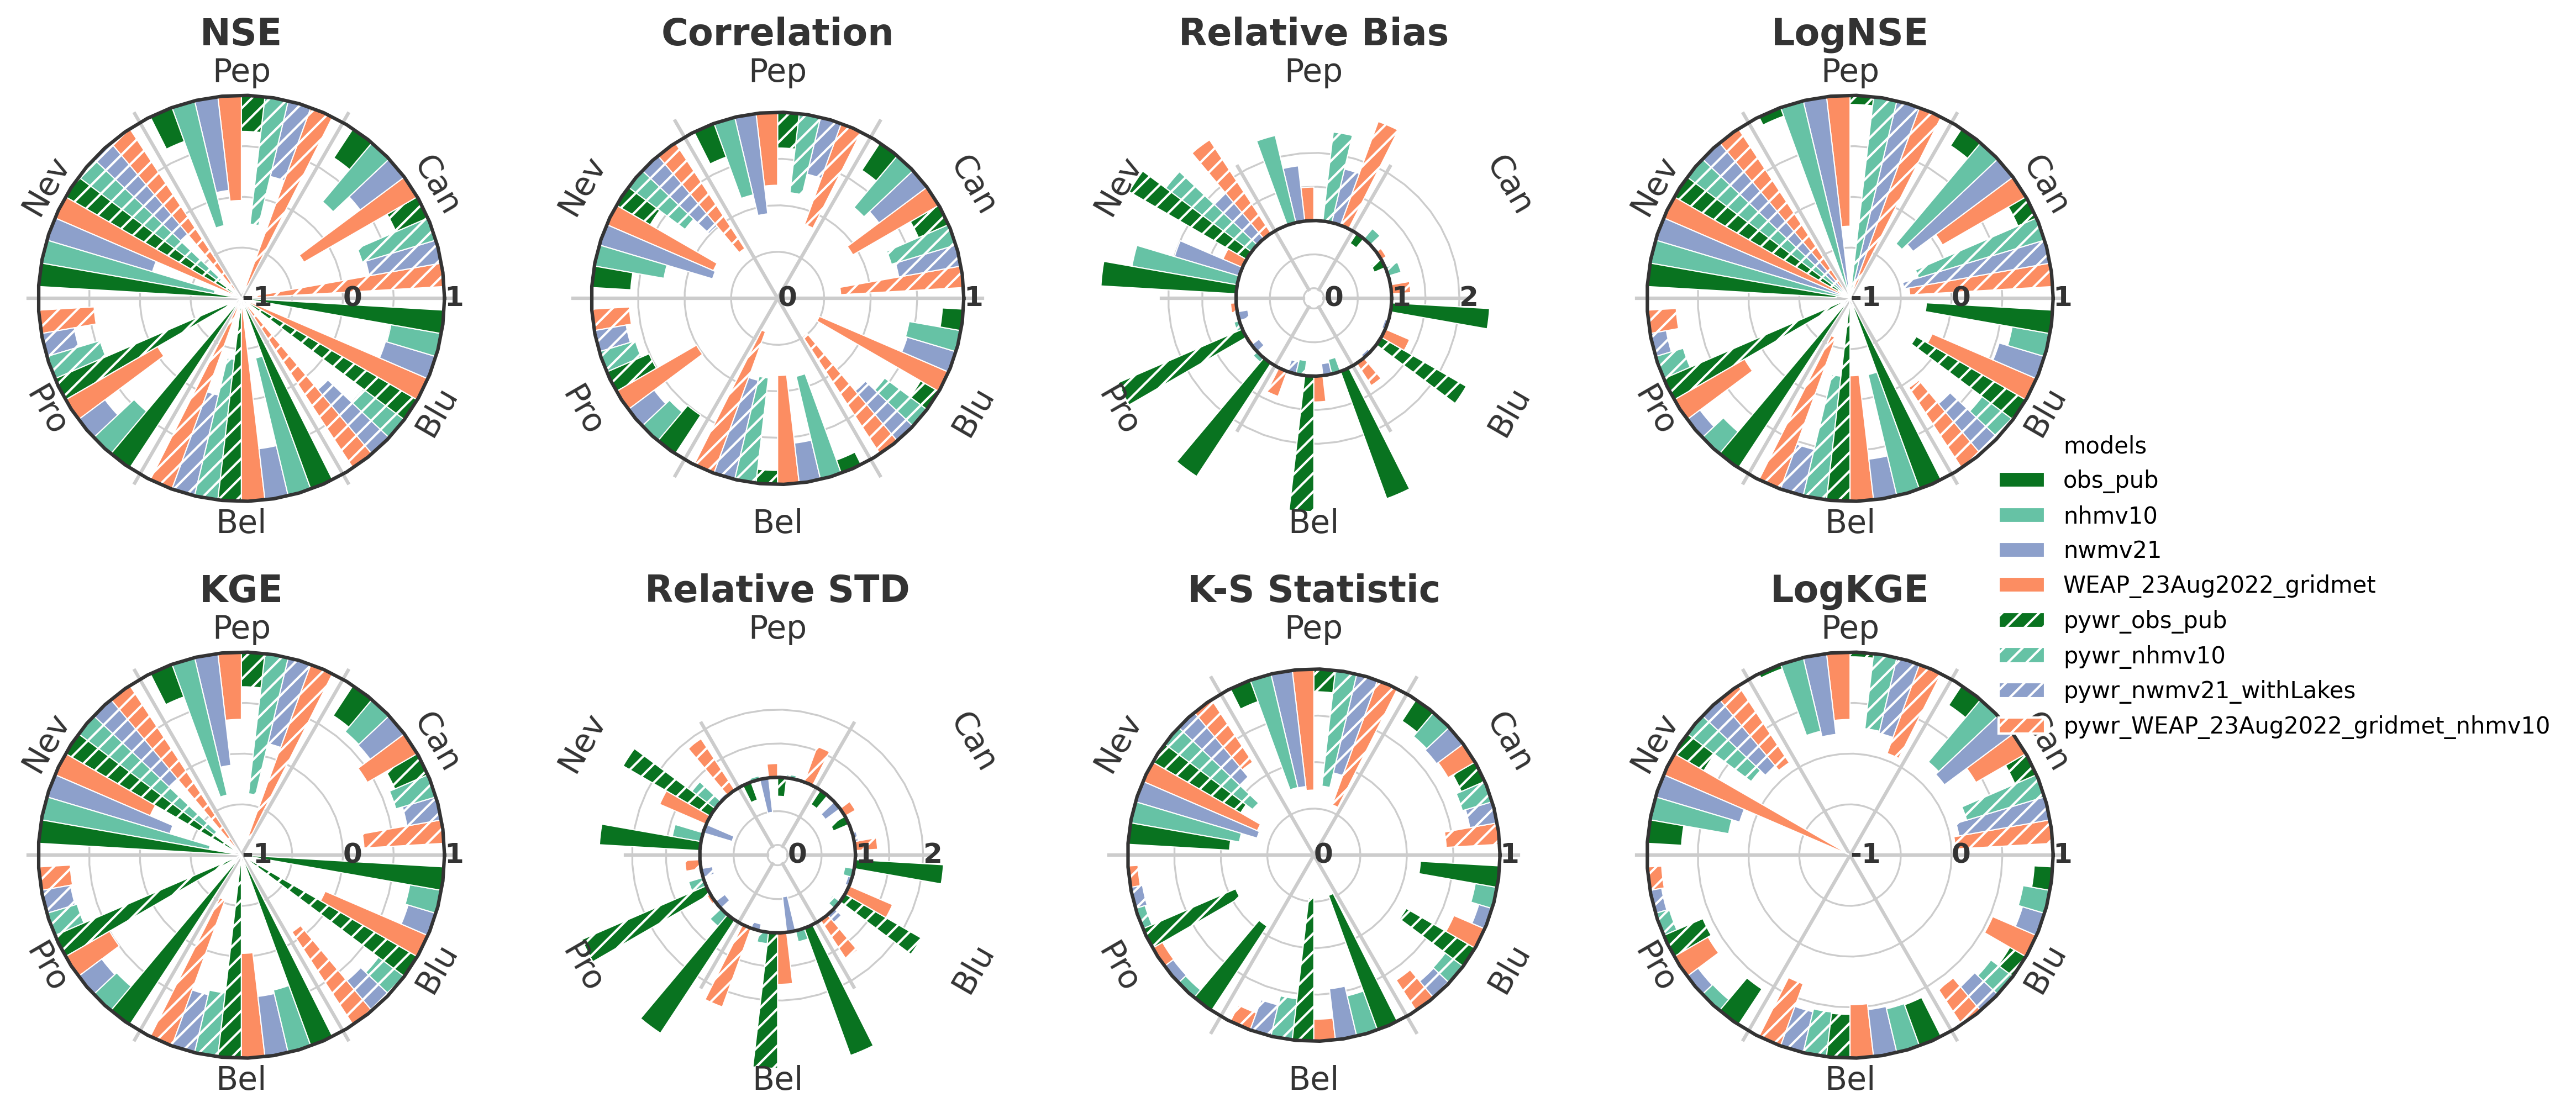 NSE
Pep
Can
Nev
-1
0
1
Pro
Blu
Bel
Correlation
Pep
Can
Nev
0
1
Pro
Blu
Bel
Relative Bias
Pep
Can
Nev
0
1
2
Pro
Blu
Bel
LogNSE
Pep
Can
Nev
-1
0
1
Pro
Blu
Bel
models
obs_pub
nhmv10
nwmv21
WEAP_23Aug2022_gridmet
pywr_obs_pub
pywr_nhmv10
pywr_nwmv21_withLakes
pywr_WEAP_23Aug2022_gridmet_nhmv10
KGE
Pep
Can
Nev
-1
0
1
Pro
Blu
Bel
Relative STD
Pep
Can
Nev
0
1
2
Pro
Blu
Bel
K-S Statistic
Pep
Can
Nev
0
1
Pro
Blu
Bel
LogKGE
Pep
Can
Nev
-1
0
1
Pro
Blu
Bel